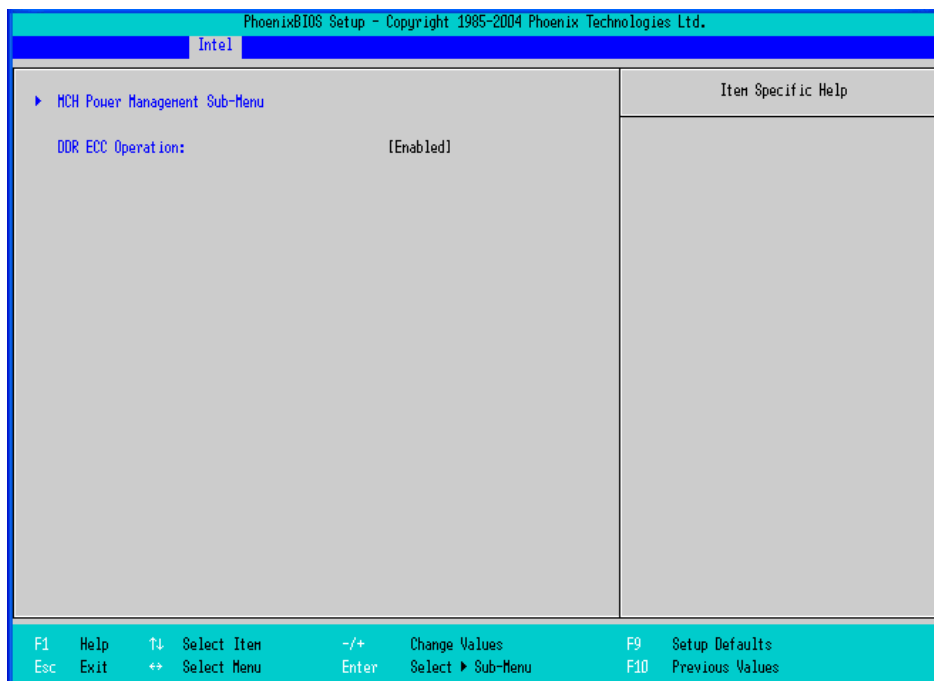 PhoenixBIOS Setup - Copyright 1985-2004 Phoenix Technologies Ltd.
Intel
▶ MCH Power Management Sub-Menu
Item Specific Help
DDR ECC Operation: [Enabled]
F1 Help ↑↓ Select Item -/+ Change Values F9 Setup Defaults
Esc Exit ↔ Select Menu Enter Select ▶ Sub-Menu F10 Previous Values